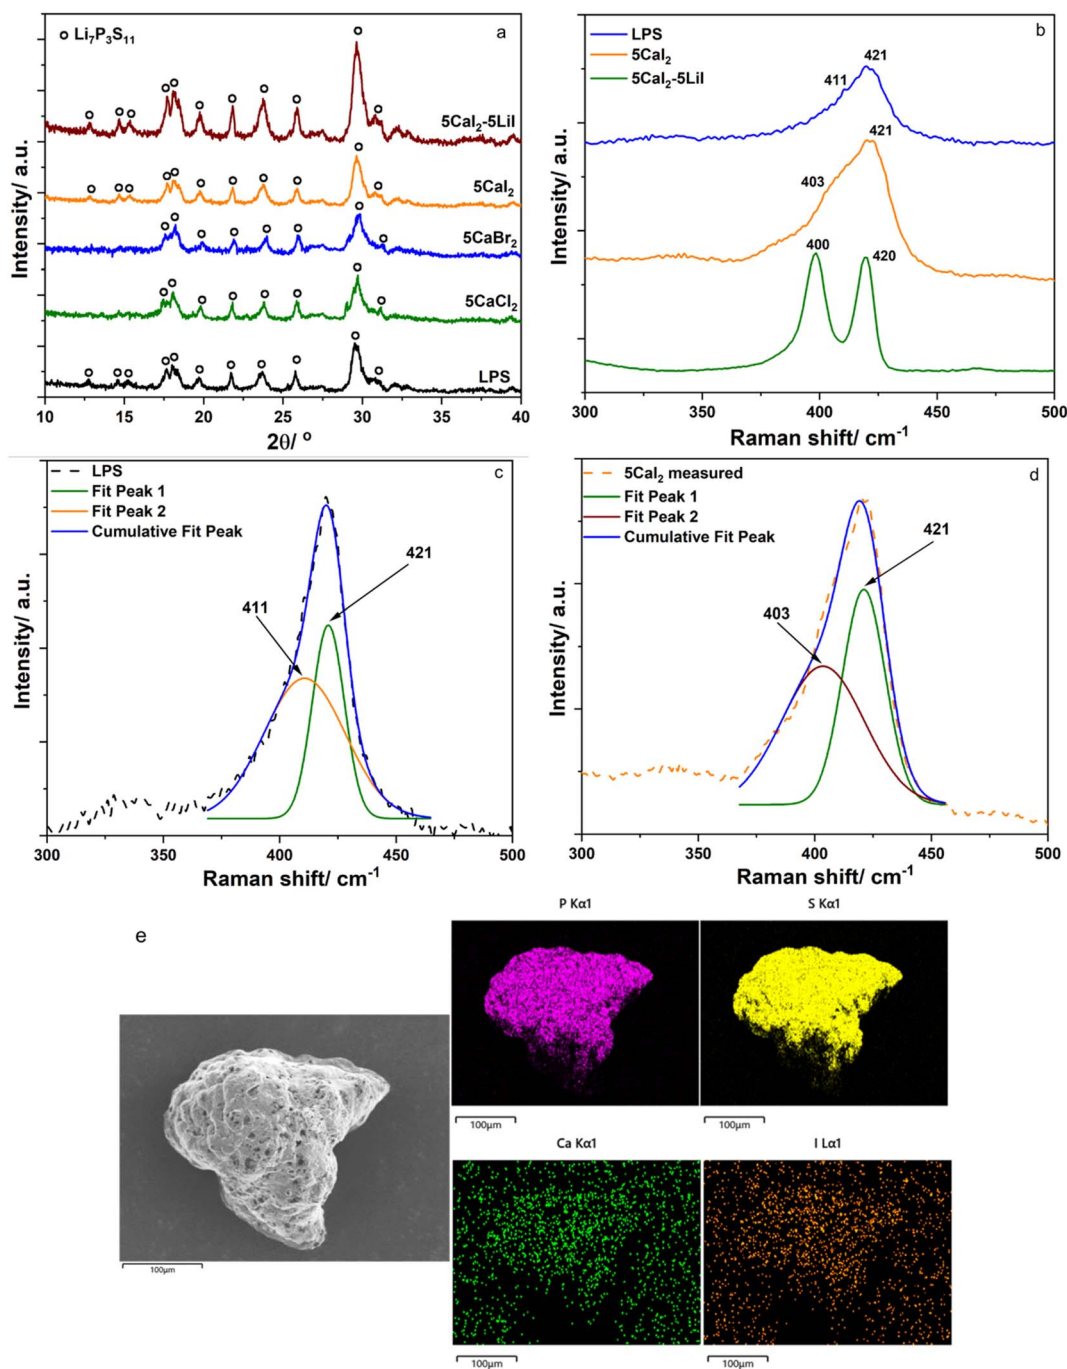 a
o Li₇P₃S₁₁
5CaI₂-5LiI
5CaI₂
5CaBr₂
5CaCl₂
LPS
Intensity/ a.u.
10 15 20 25 30 35 40
2θ/ °
b
LPS
5CaI₂
5CaI₂-5LiI
421
411
421
403
400
420
Intensity/ a.u.
300 400 450 500
Raman shift/ cm⁻¹
c
LPS
Fit Peak 1
Fit Peak 2
Cumulative Fit Peak
421
411
Intensity/ a.u.
300 350 400 450 500
Raman shift/ cm⁻¹
d
5CaI₂ measured
Fit Peak 1
Fit Peak 2
Cumulative Fit Peak
421
403
Intensity/ a.u.
300 350 400 450 500
Raman shift/ cm⁻¹
e
100µm
P Kα1
100µm
S Kα1
100µm
Ca Kα1
100µm
I Lα1
100µm